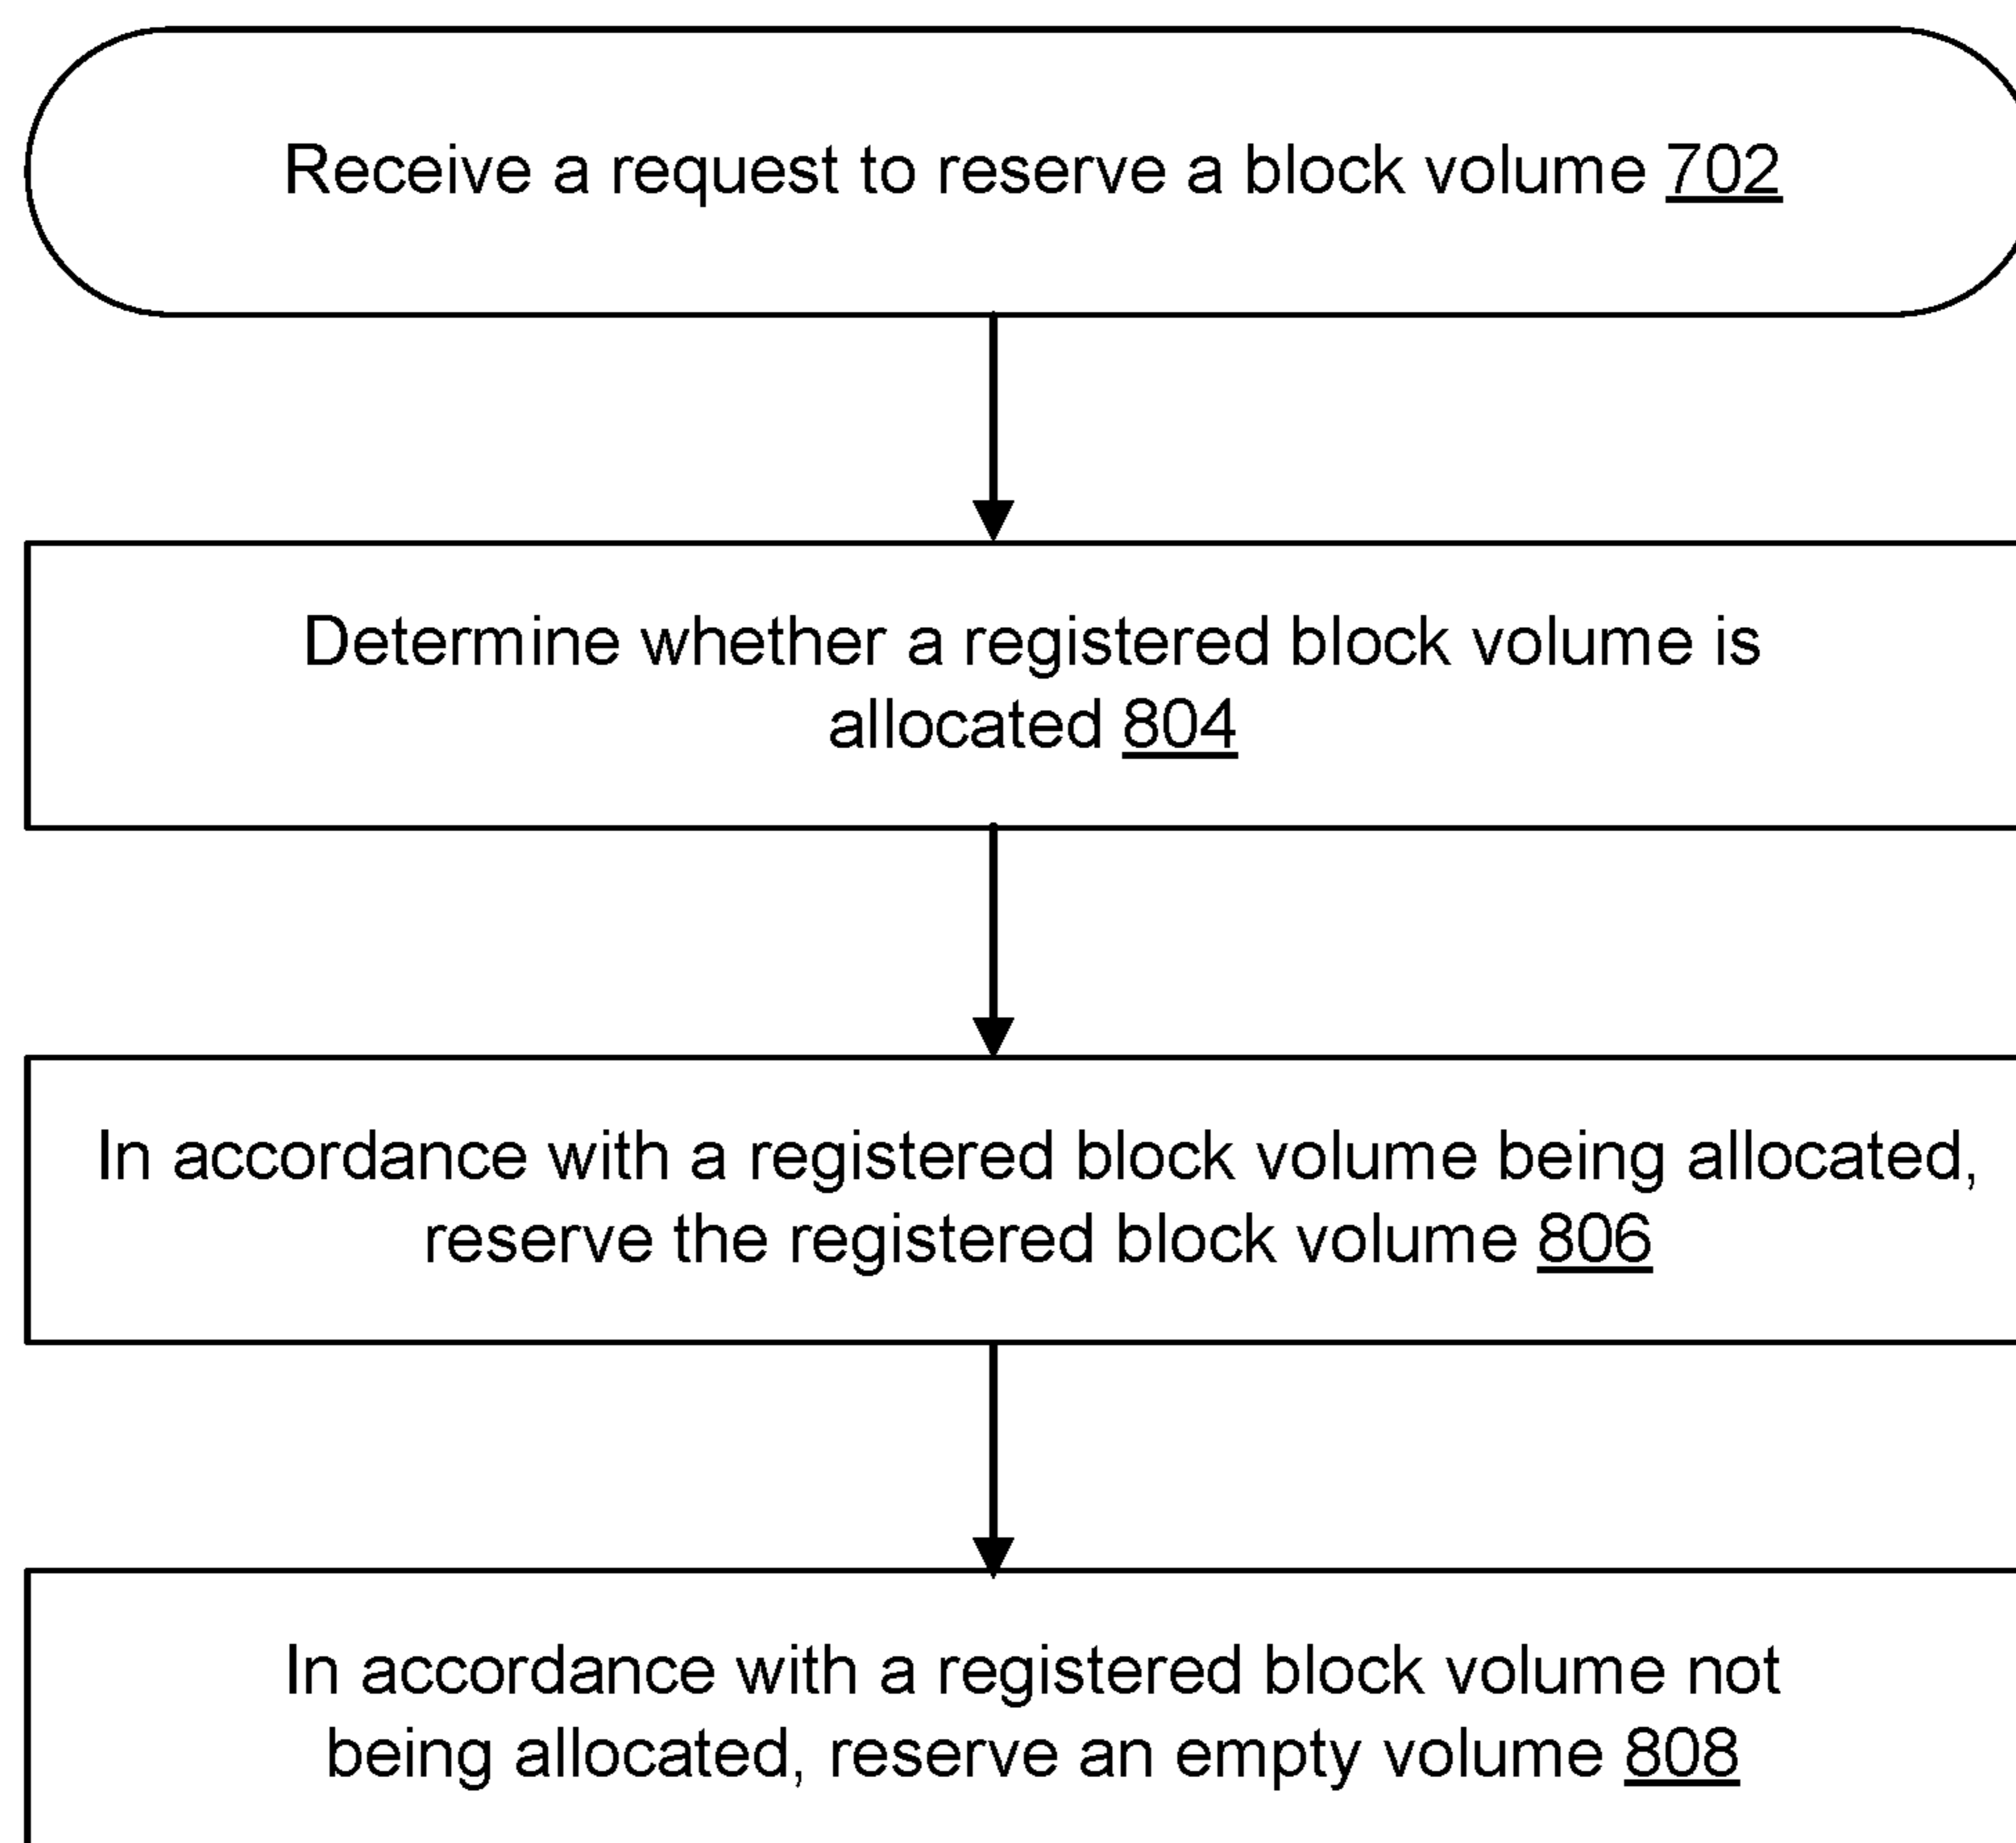 Receive a request to reserve a block volume 702
Determine whether a registered block volume is
allocated 804
In accordance with a registered block volume being allocated,
reserve the registered block volume 806
In accordance with a registered block volume not
being allocated, reserve an empty volume 808